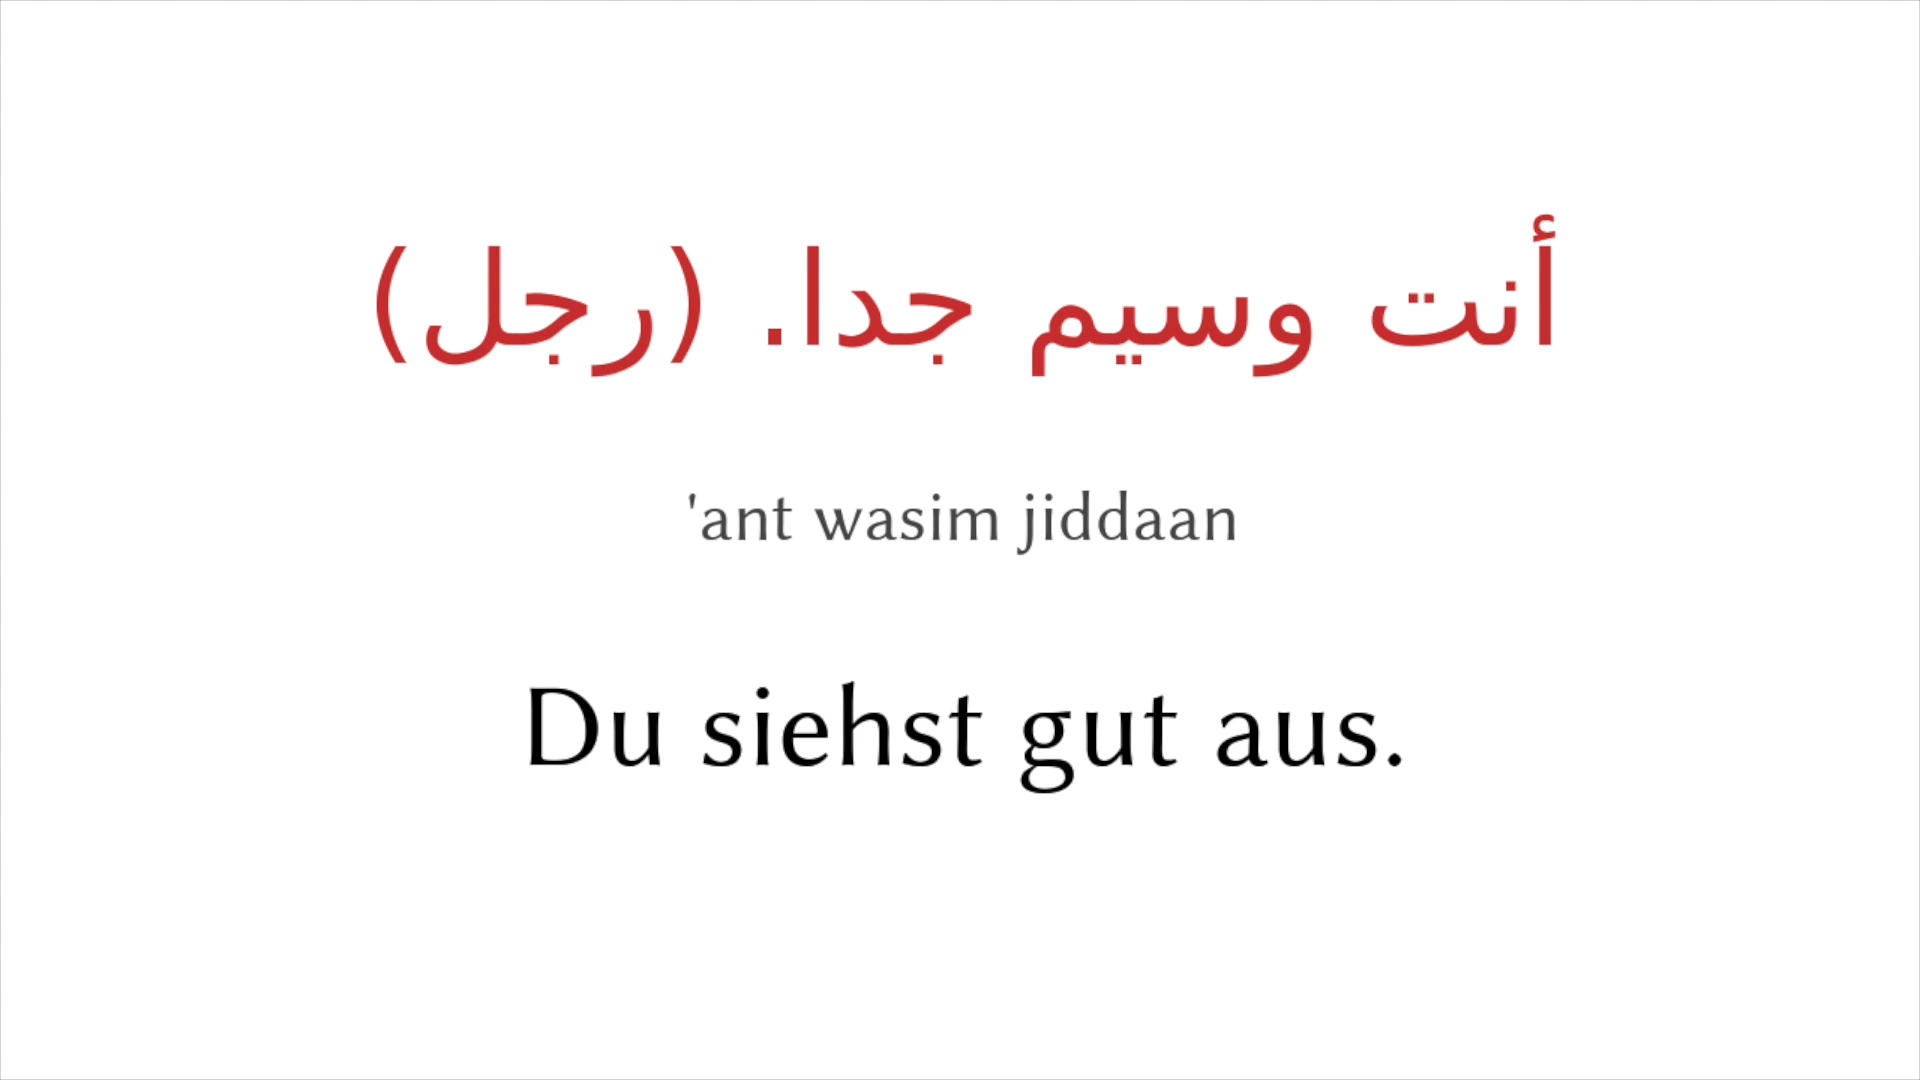 أنت وسيم جدا. (رجل)
'ant wasim jiddaan
Du siehst gut aus.